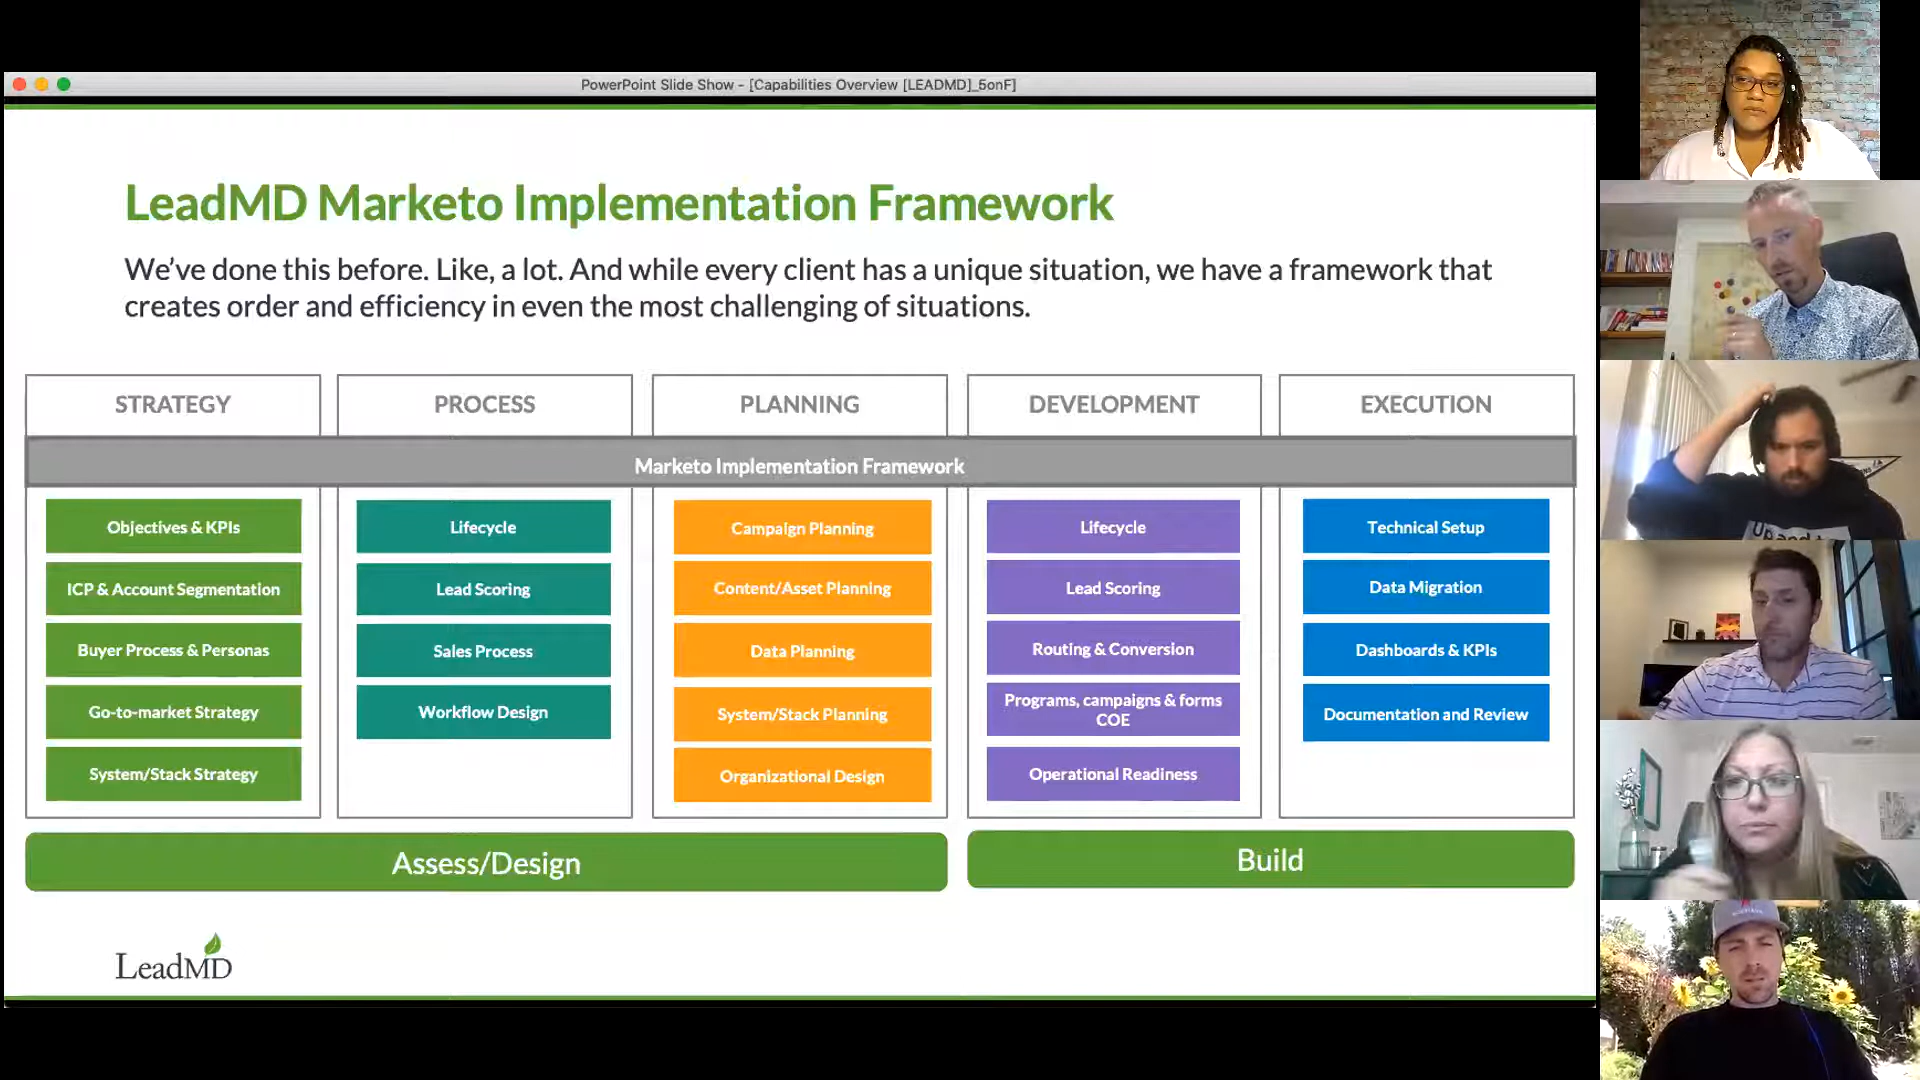 PowerPoint Slide Show - [Capabilities Overview [LEADMD]_5onF]
LeadMD Marketo Implementation Framework
We’ve done this before. Like, a lot. And while every client has a unique situation, we have a framework that
creates order and efficiency in even the most challenging of situations.
STRATEGY
PROCESS
PLANNING
DEVELOPMENT
EXECUTION
Marketo Implementation Framework
Objectives & KPIs
ICP & Account Segmentation
Buyer Process & Personas
Go-to-market Strategy
System/Stack Strategy
Lifecycle
Lead Scoring
Sales Process
Workflow Design
Campaign Planning
Content/Asset Planning
Data Planning
System/Stack Planning
Organizational Design
Lifecycle
Lead Scoring
Routing & Conversion
Programs, campaigns & forms
COE
Operational Readiness
Technical Setup
Data Migration
Dashboards & KPIs
Documentation and Review
Assess/Design
Build
LeadMD